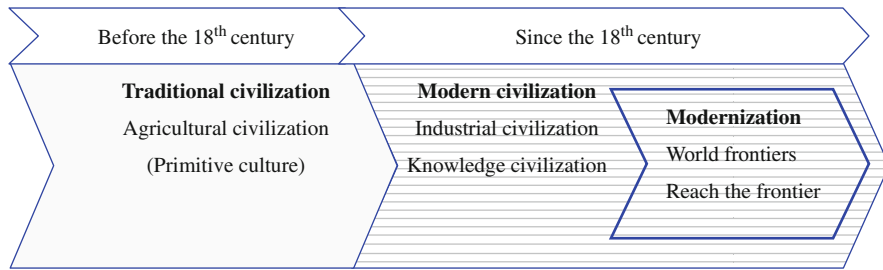 Before the 18th century
Since the 18th century
Traditional civilization
Agricultural civilization
(Primitive culture)
Modern civilization
Industrial civilization
Knowledge civilization
Modernization
World frontiers
Reach the frontier